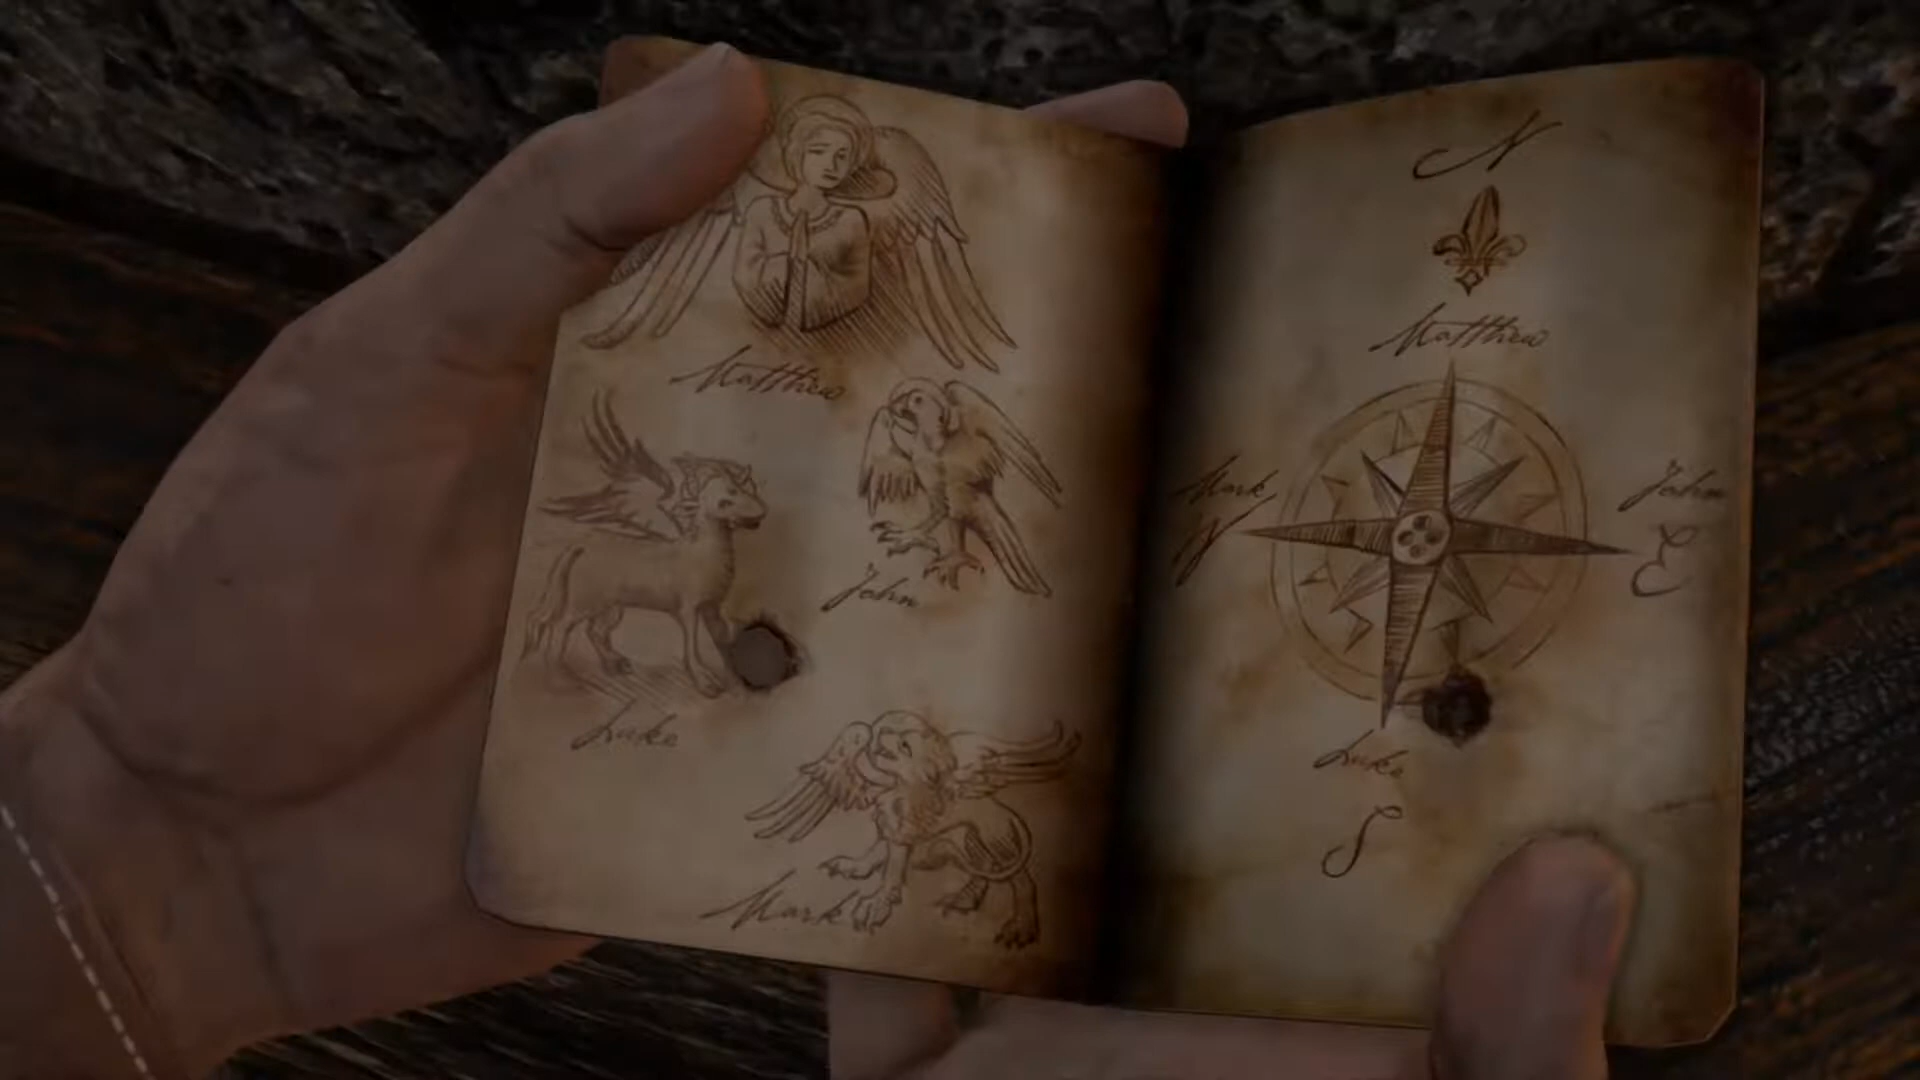 Matthew
John
Luke
Mark
N
Matthew
Mark
John
W
E
Luke
S